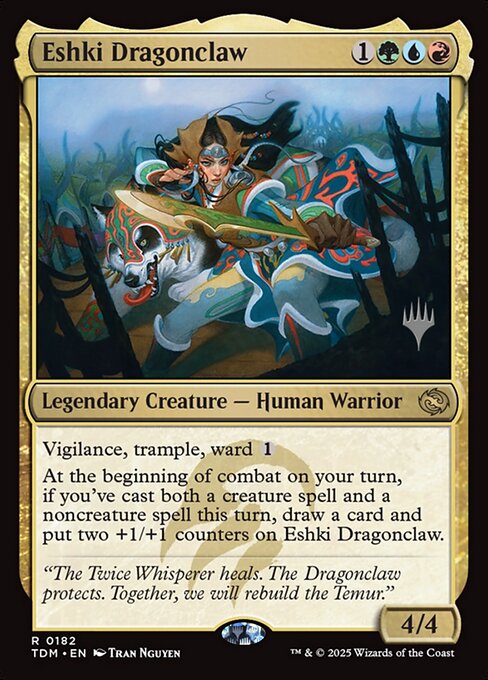 Eshki Dragonclaw 1
Legendary Creature — Human Warrior
Vigilance, trample, ward 1
At the beginning of combat on your turn,
if you've cast both a creature spell and a
noncreature spell this turn, draw a card and
put two +1/+1 counters on Eshki Dragonclaw.
“The Twice Whisperer heals. The Dragonclaw
protects. Together, we will rebuild the Temur.”
4/4
R 0182
TDM • EN Tran Nguyen
™ & © 2025 Wizards of the Coast